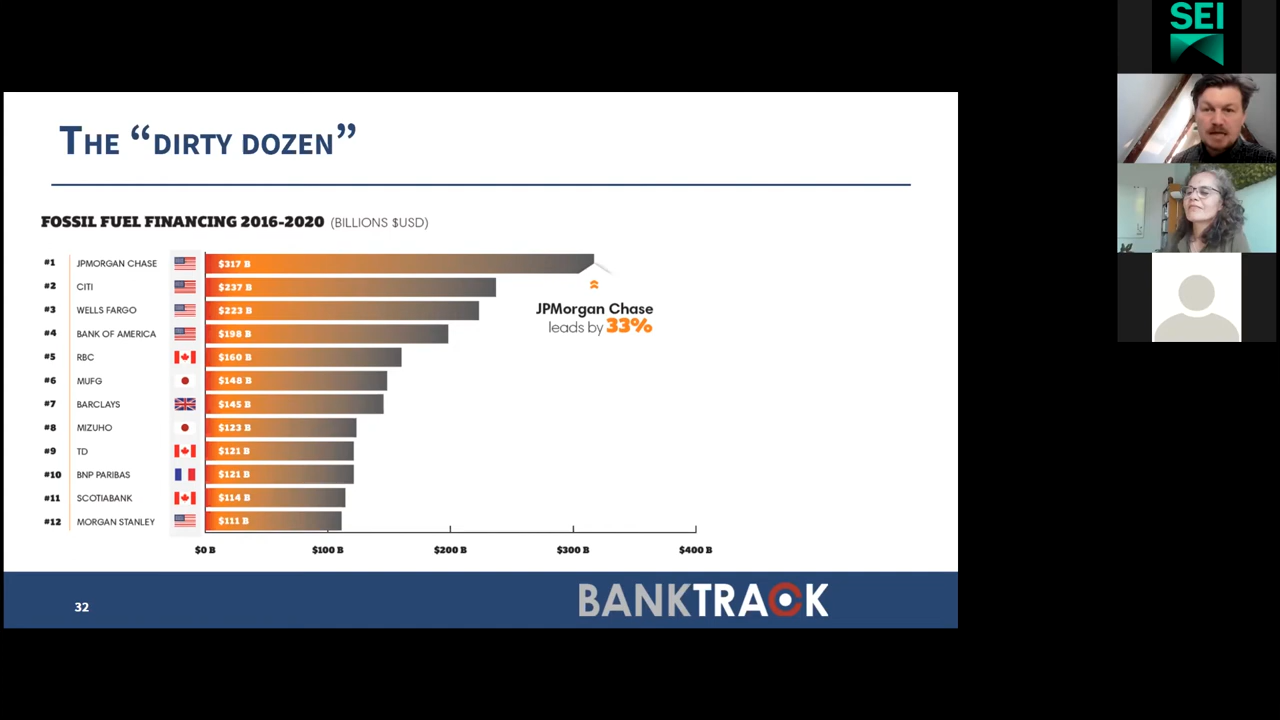 SEI
THE “DIRTY DOZEN”
FOSSIL FUEL FINANCING 2016-2020 (BILLIONS $USD)
#1 JPMORGAN CHASE $317 B
#2 CITI $237 B
#3 WELLS FARGO $223 B
#4 BANK OF AMERICA $198 B
#5 RBC $160 B
#6 MUFG $148 B
#7 BARCLAYS $145 B
#8 MIZUHO $123 B
#9 TD $121 B
#10 BNP PARIBAS $121 B
#11 SCOTIABANK $114 B
#12 MORGAN STANLEY $111 B
JPMorgan Chase
leads by 33%
$0 B $100 B $200 B $300 B $400 B
32
BANKTRACK